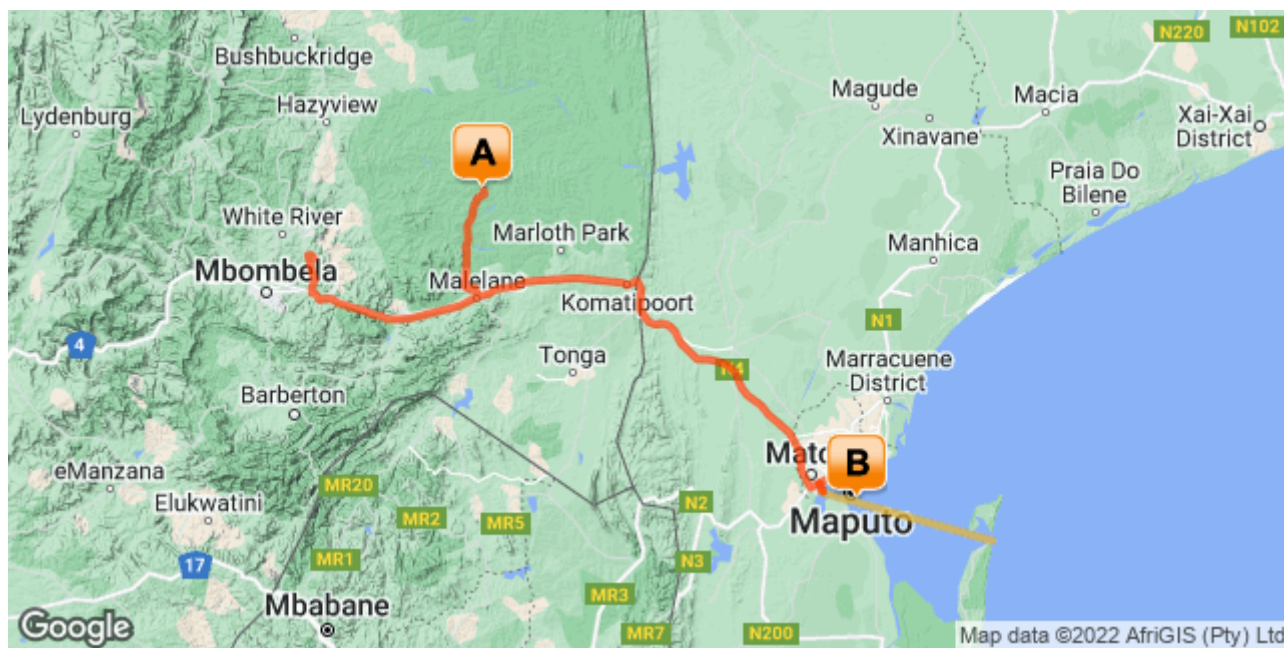 N220
N102
Bushbuckridge
Magude
Macia
Lydenburg
Hazyview
Xai-Xai
District
Xinavane
A
Praia Do
Bilene
White River
Marloth Park
Manhica
Mbombela
Malelane
Komatipoort
N1
4
Tonga
Marracuene
District
N4
Barberton
Mato
B
eManzana
MR20
Elukwatini
MR2
MR5
N2
Maputo
17
MR1
N3
Mbabane
MR3
MR7
N200
Google
Map data ©2022 AfriGIS (Pty) Ltd